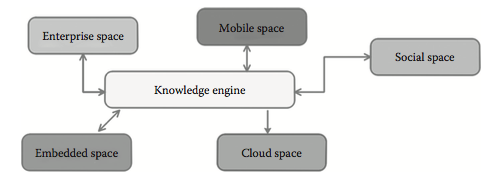 Mobile space
Enterprise space
Social space
Knowledge engine
Embedded space
Cloud space